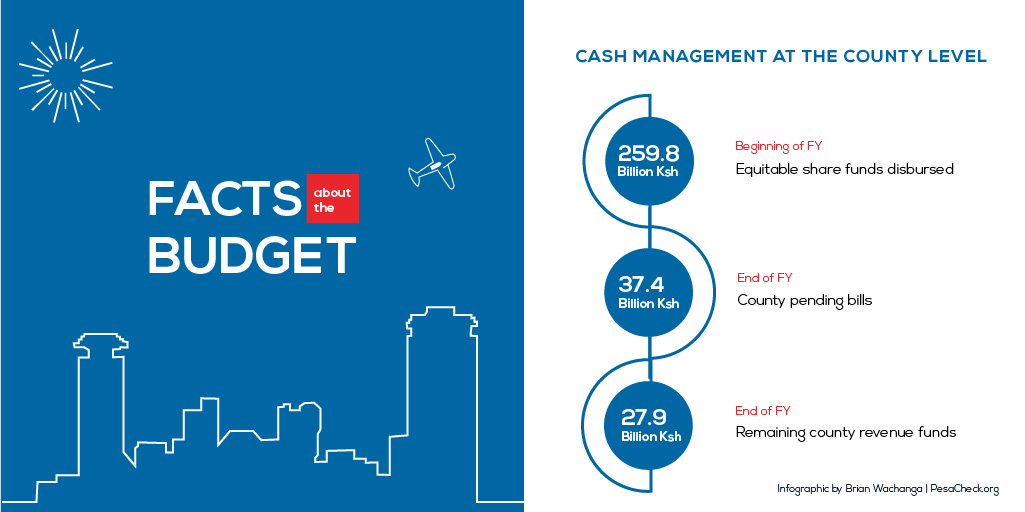 FACTS about
the
BUDGET
CASH MANAGEMENT AT THE COUNTY LEVEL
259.8
Billion Ksh
Beginning of FY
Equitable share funds disbursed
37.4
Billion Ksh
End of FY
County pending bills
27.9
Billion Ksh
End of FY
Remaining county revenue funds
Infographic by Brian Wachanga | PesaCheck.org